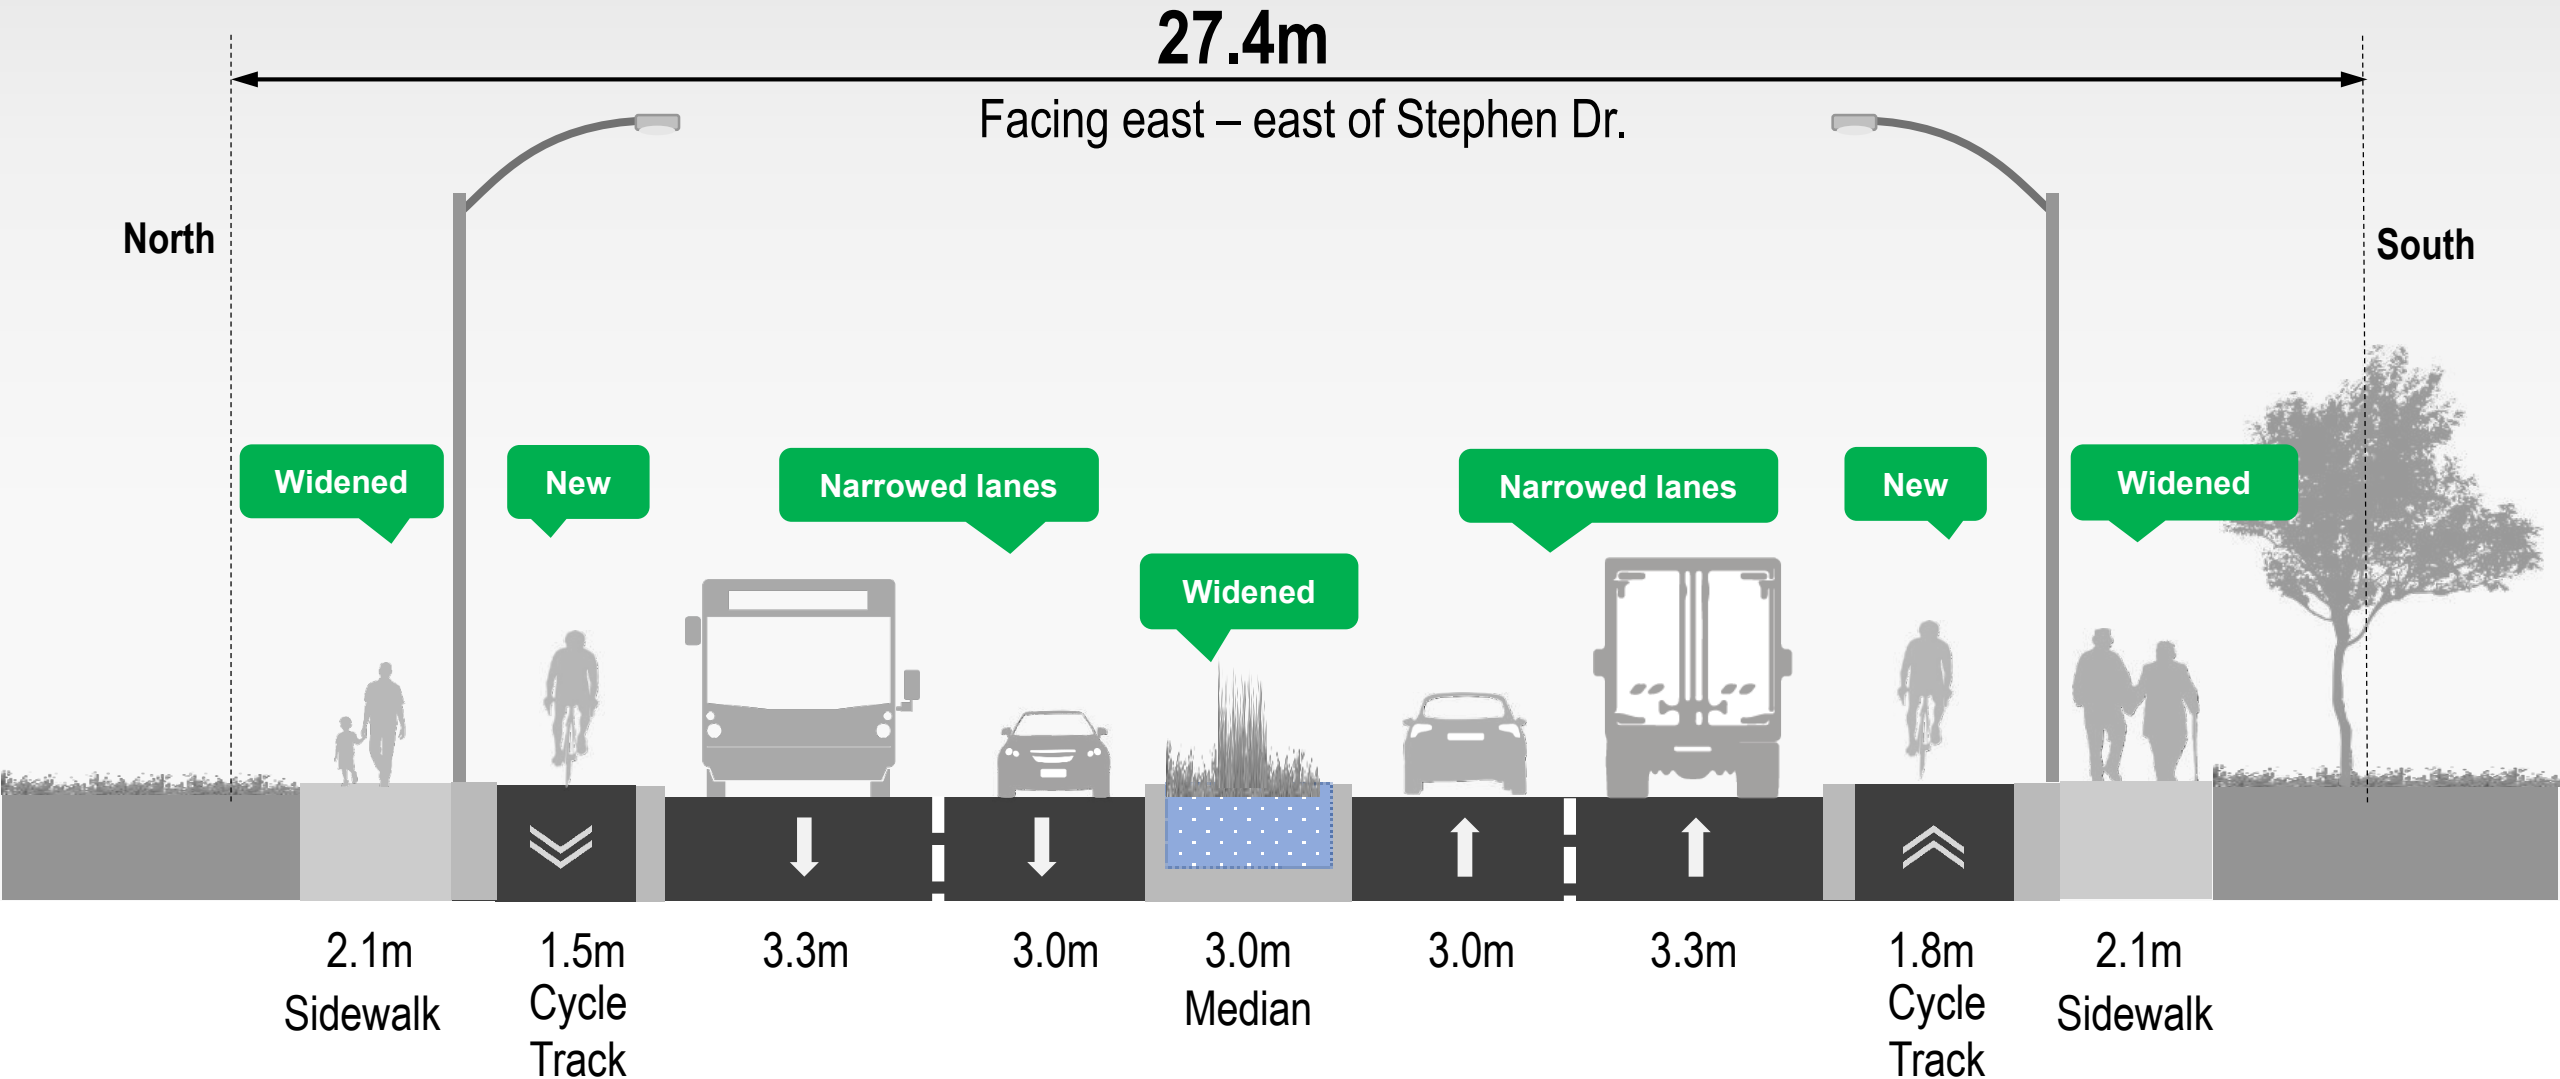 27.4m
Facing east – east of Stephen Dr.
North
South
Widened
New
Narrowed lanes
Widened
Narrowed lanes
New
Widened
2.1m
Sidewalk
1.5m
Cycle
Track
3.3m
3.0m
3.0m
Median
3.0m
3.3m
1.8m
Cycle
Track
2.1m
Sidewalk